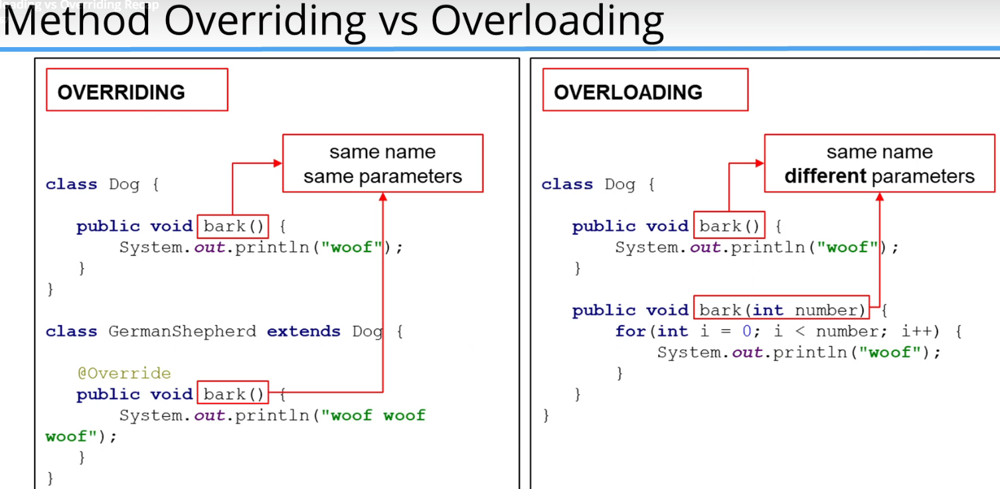 loading vs Overriding Recap
Method Overriding vs Overloading
OVERRIDING
same name
same parameters
class Dog {
public void bark() {
System.out.println("woof");
}
}
class GermanShepherd extends Dog {
@Override
public void bark() {
System.out.println("woof woof
woof");
}
}
OVERLOADING
same name
different parameters
class Dog {
public void bark() {
System.out.println("woof");
}
public void bark(int number) {
for(int i = 0; i < number; i++) {
System.out.println("woof");
}
}
}